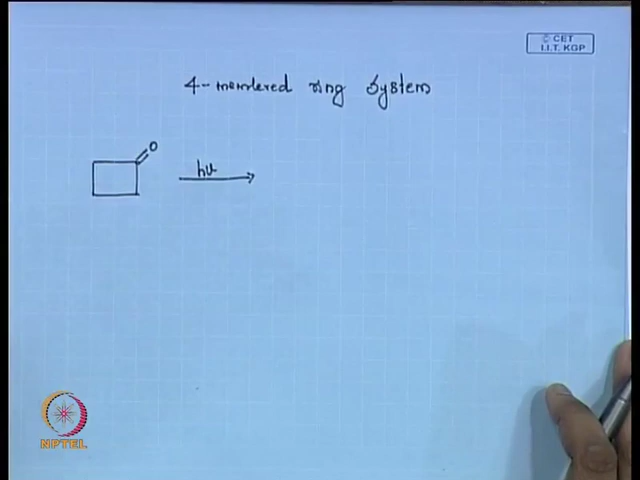 © CET
I.I.T. KGP
4-membered ring System
O
hν
NPTEL